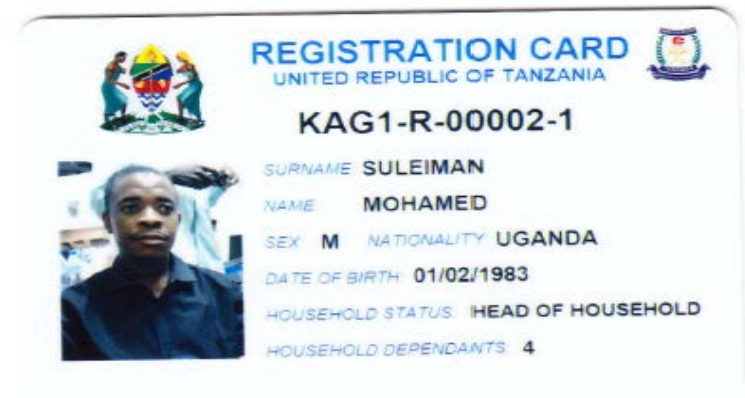 REGISTRATION CARD
UNITED REPUBLIC OF TANZANIA
KAG1-R-00002-1
SURNAME: SULEIMAN
NAME: MOHAMED
SEX: M NATIONALITY: UGANDA
DATE OF BIRTH: 01/02/1983
HOUSEHOLD STATUS: HEAD OF HOUSEHOLD
HOUSEHOLD DEPENDANTS: 4